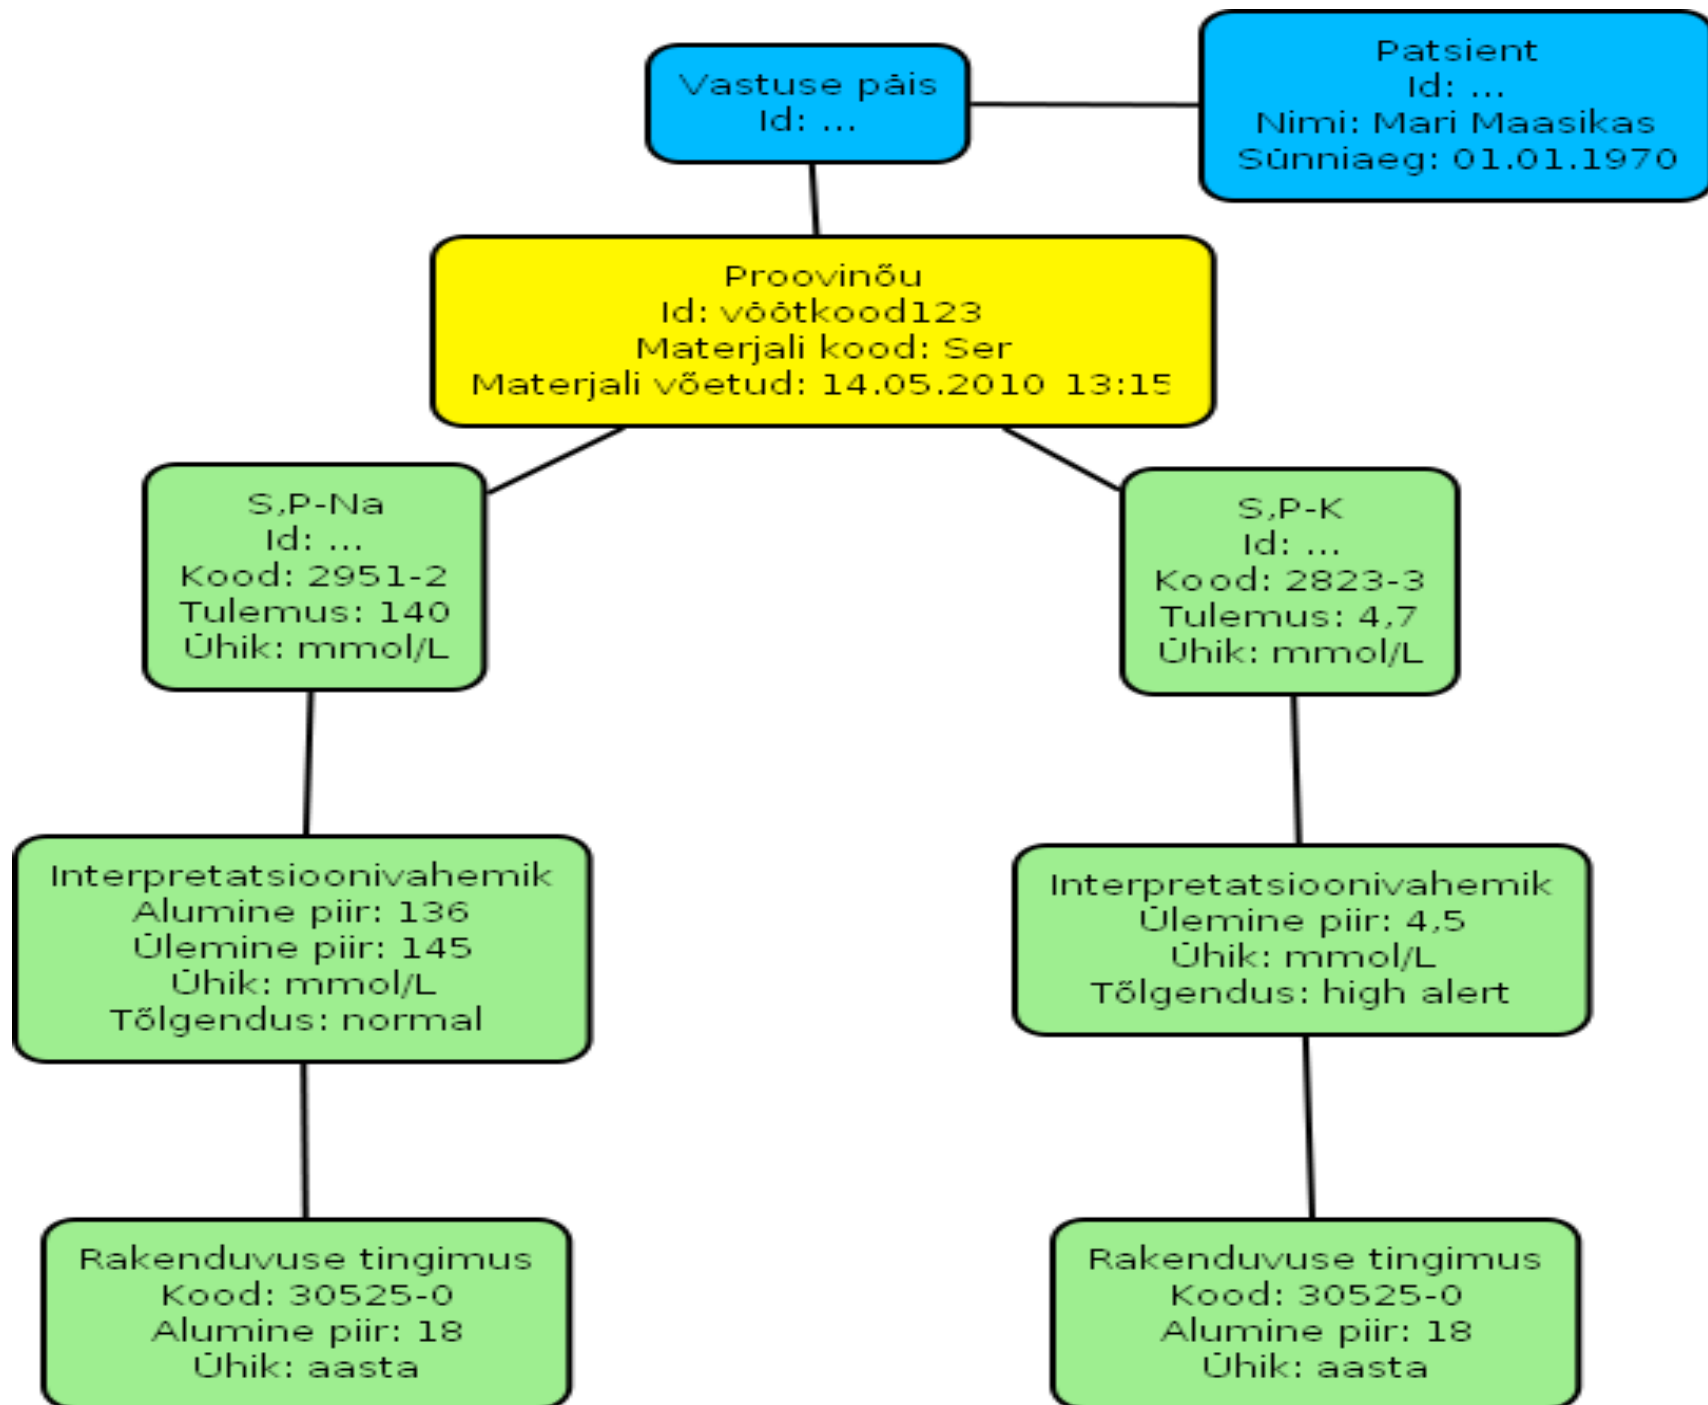 Vastuse päis
Id: ...
Patsient
Id: ...
Nimi: Mari Maasikas
Sünniaeg: 01.01.1970
Proovinõu
Id: vöötkood123
Materjali kood: Ser
Materjali võetud: 14.05.2010 13:15
S,P-Na
Id: ...
Kood: 2951-2
Tulemus: 140
Ühik: mmol/L
S,P-K
Id: ...
Kood: 2823-3
Tulemus: 4,7
Ühik: mmol/L
Interpretatsioonivahemik
Alumine piir: 136
Ülemine piir: 145
Ühik: mmol/L
Tõlgendus: normal
Interpretatsioonivahemik
Ülemine piir: 4,5
Ühik: mmol/L
Tõlgendus: high alert
Rakenduvuse tingimus
Kood: 30525-0
Alumine piir: 18
Ühik: aasta
Rakenduvuse tingimus
Kood: 30525-0
Alumine piir: 18
Ühik: aasta